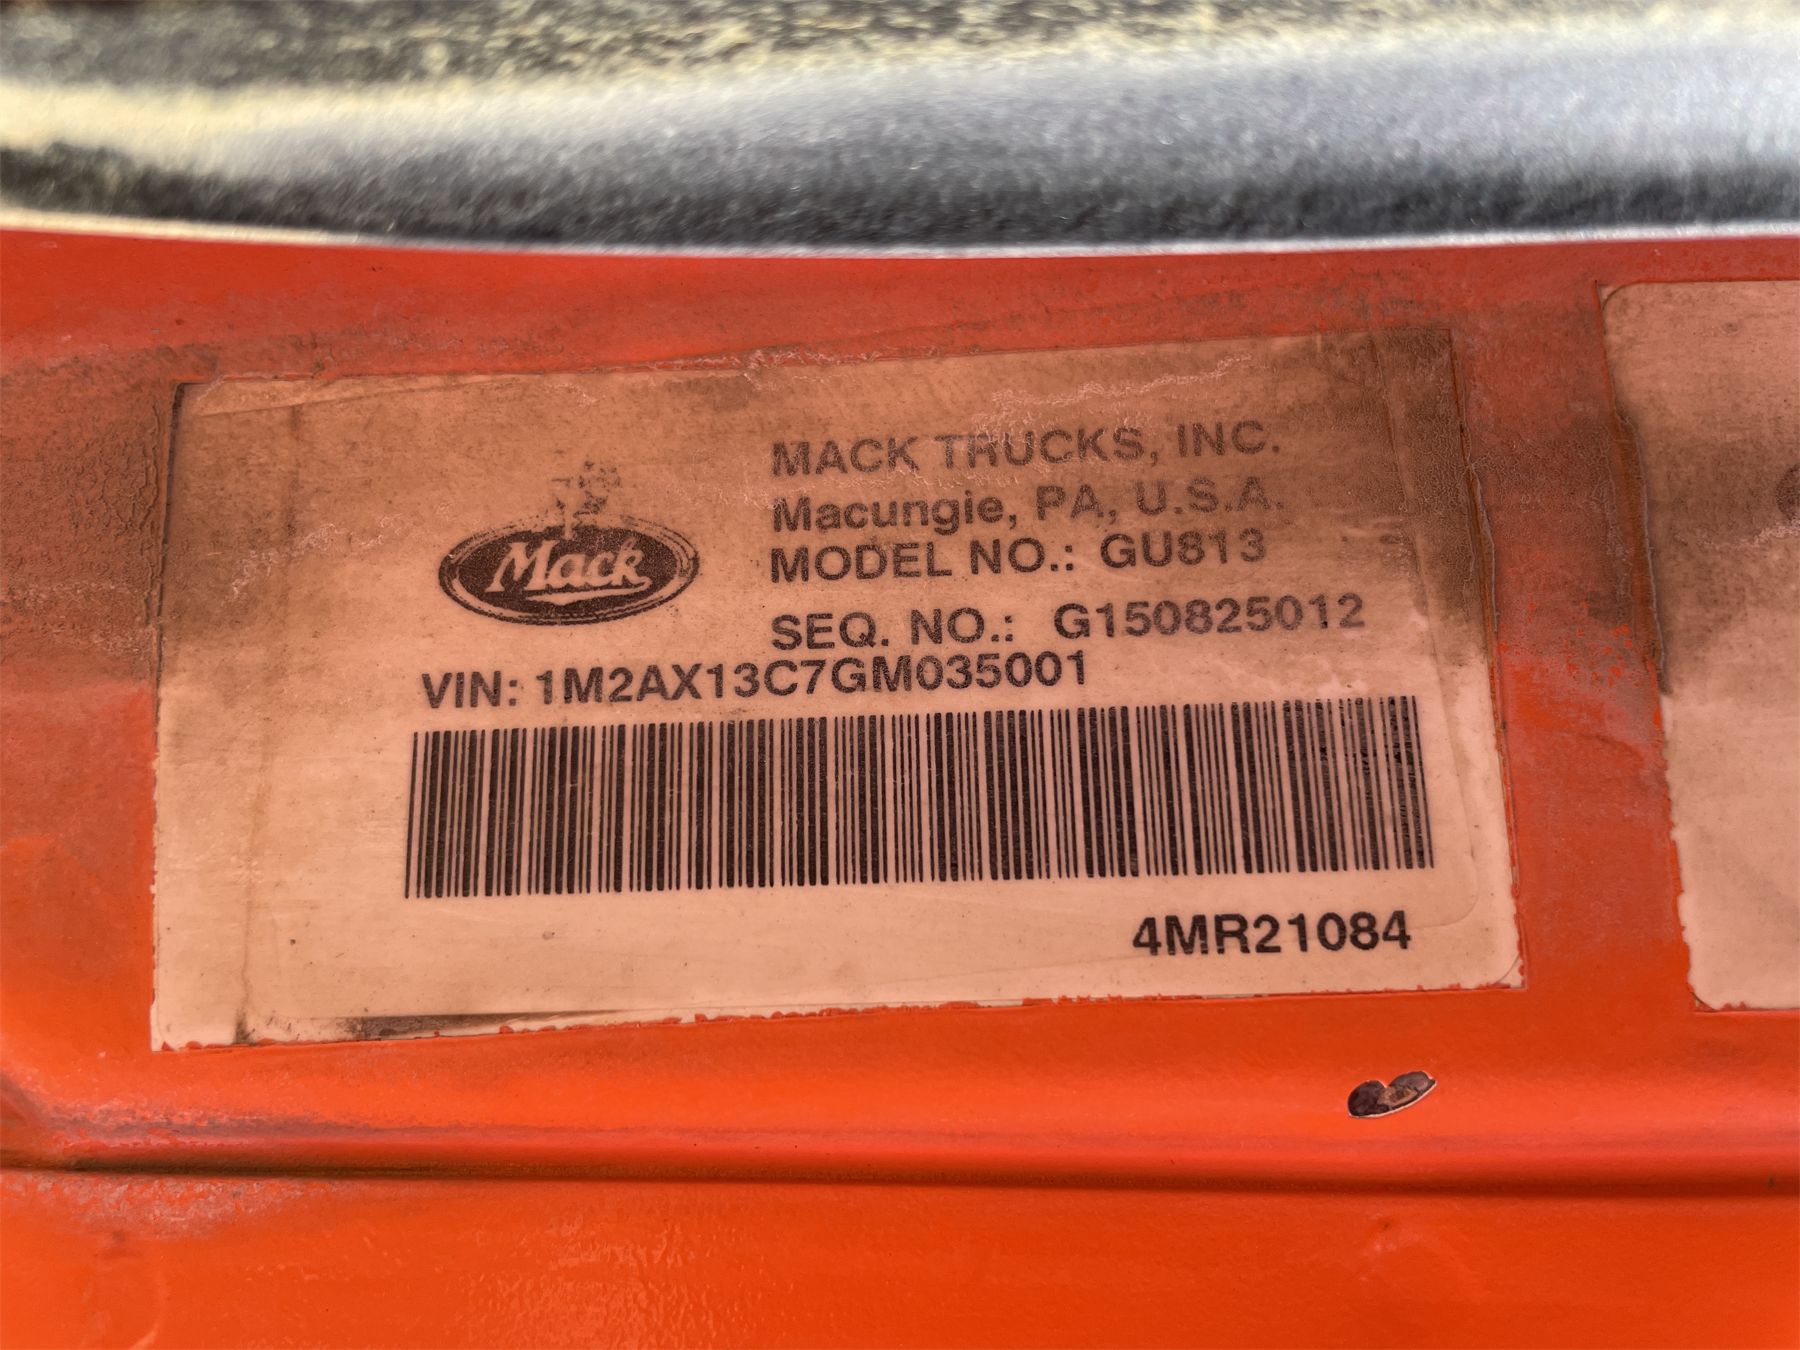 MACK TRUCKS, INC.
Macungie, PA, U.S.A.
MODEL NO.: GU813
Mack
SEQ. NO.: G150825012
VIN: 1M2AX13C7GM035001
4MR21084